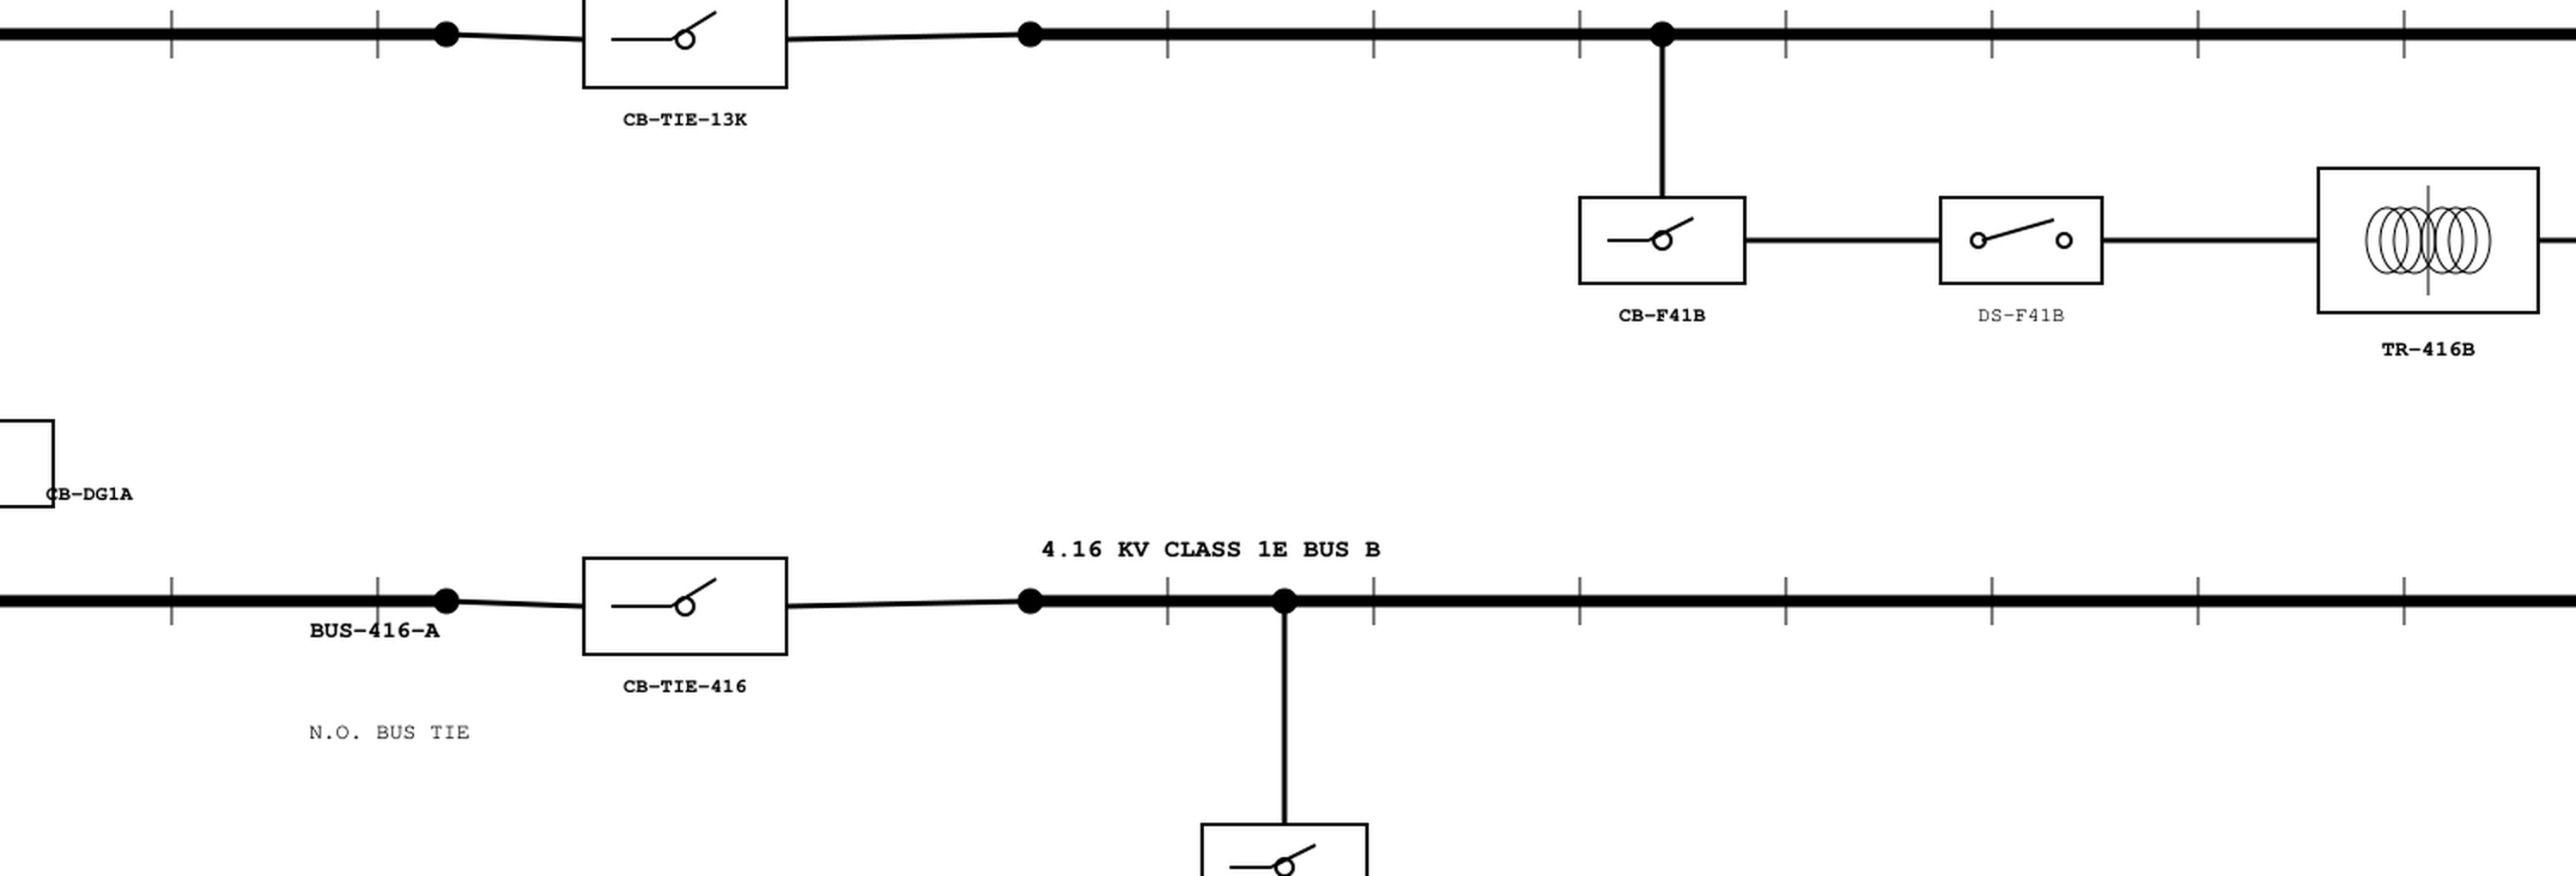 CB-TIE-13K
CB-F41B
DS-F41B
TR-416B
CB-DG1A
4.16 KV CLASS 1E BUS B
BUS-416-A
CB-TIE-416
N.O. BUS TIE